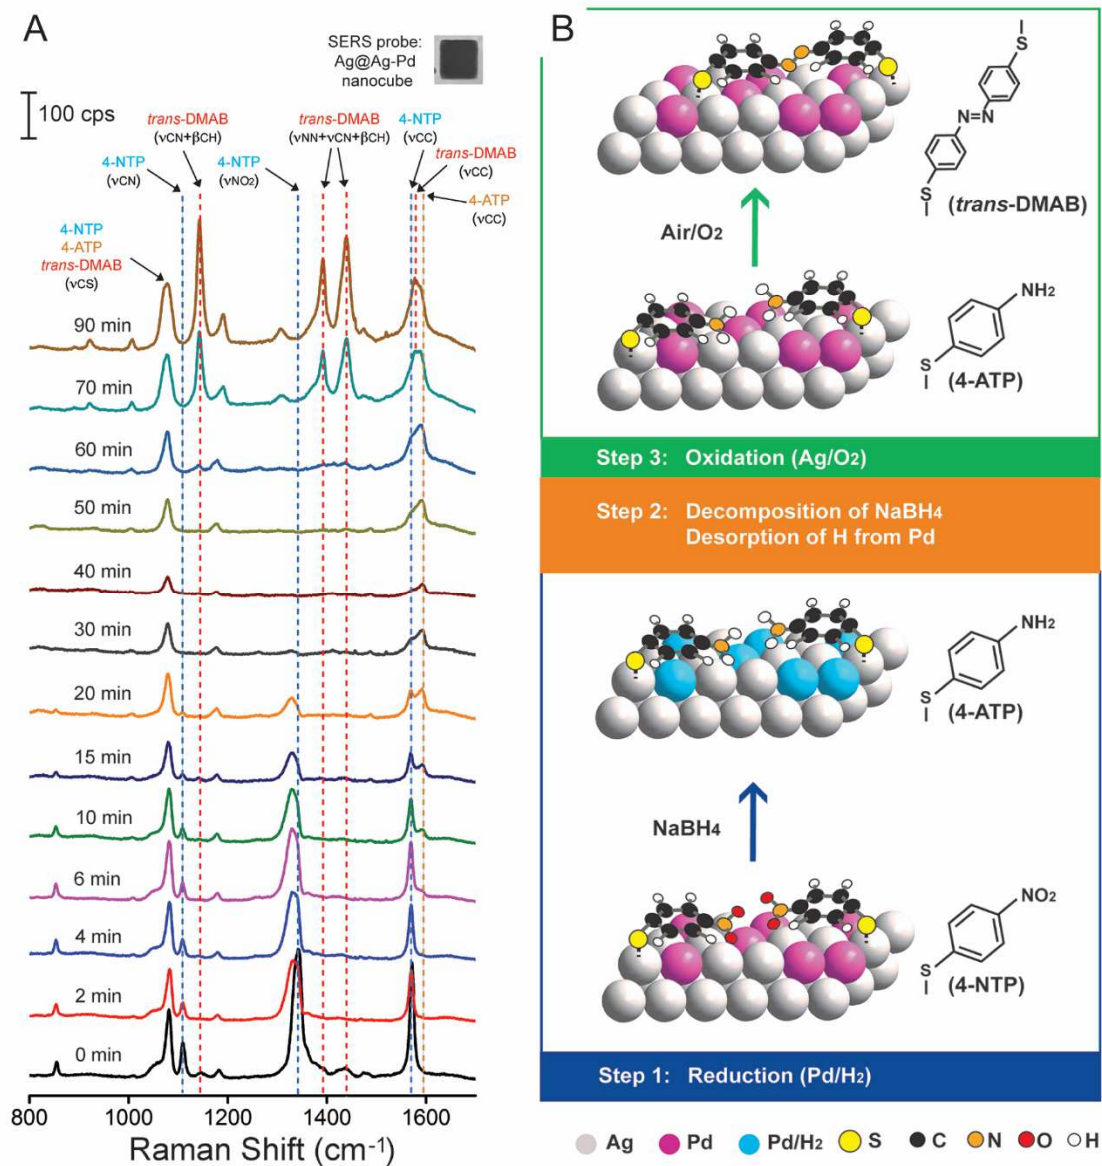 A
SERS probe:
Ag@Ag-Pd
nanocube
100 cps
trans-DMAB
(νCN+βCH)
trans-DMAB
(νNN+νCN+βCH)
4-NTP
(νCC)
4-NTP
(νCN)
4-NTP
(νNO2)
trans-DMAB
(νCC)
4-ATP
(νCC)
4-NTP
4-ATP
trans-DMAB
(νCS)
90 min
70 min
60 min
50 min
40 min
30 min
20 min
15 min
10 min
6 min
4 min
2 min
0 min
800 1000 1200 1400 1600
Raman Shift (cm-1)
B
S
N=N
S
(trans-DMAB)
Air/O2
S
S
NH2
S
(4-ATP)
Step 3: Oxidation (Ag/O2)
Step 2: Decomposition of NaBH4
Desorption of H from Pd
S
S
NH2
S
(4-ATP)
NaBH4
S
S
NO2
S
(4-NTP)
Step 1: Reduction (Pd/H2)
Ag Pd Pd/H2 S C N O H